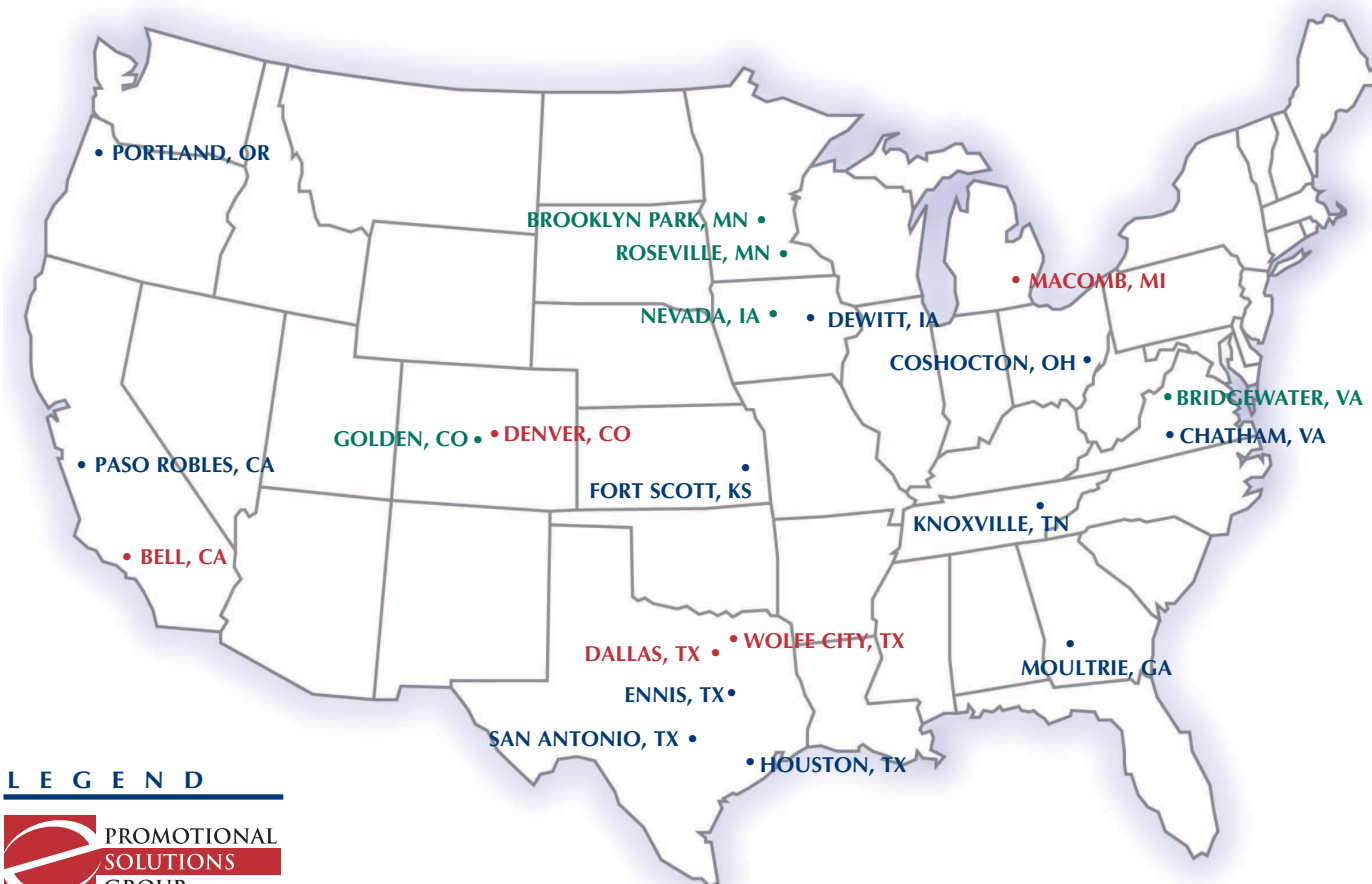 PORTLAND, OR
BROOKLYN PARK, MN
ROSEVILLE, MN
MACOMB, MI
NEVADA, IA
DEWITT, IA
COSHOCTON, OH
BRIDGEWATER, VA
GOLDEN, CO
DENVER, CO
CHATHAM, VA
PASO ROBLES, CA
FORT SCOTT, KS
KNOXVILLE, TN
BELL, CA
WOLFE CITY, TX
DALLAS, TX
MOULTRIE, GA
ENNIS, TX
SAN ANTONIO, TX
HOUSTON, TX
LEGEND
PROMOTIONAL
SOLUTIONS
GROUP